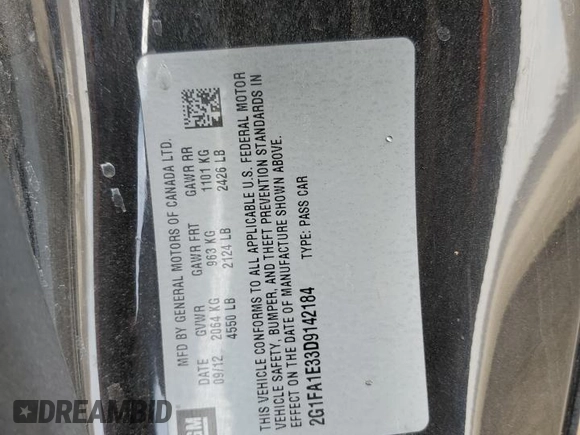 GM
MFD BY GENERAL MOTORS OF CANADA LTD.
DATE GVWR GAWR FRT GAWR RR
09/12 2064 KG 963 KG 1101 KG
4550 LB 2124 LB 2426 LB
THIS VEHICLE CONFORMS TO ALL APPLICABLE U.S. FEDERAL MOTOR
VEHICLE SAFETY, BUMPER, AND THEFT PREVENTION STANDARDS IN
EFFECT ON THE DATE OF MANUFACTURE SHOWN ABOVE.
2G1FA1E33D9142184 TYPE: PASS CAR
DREAMBID